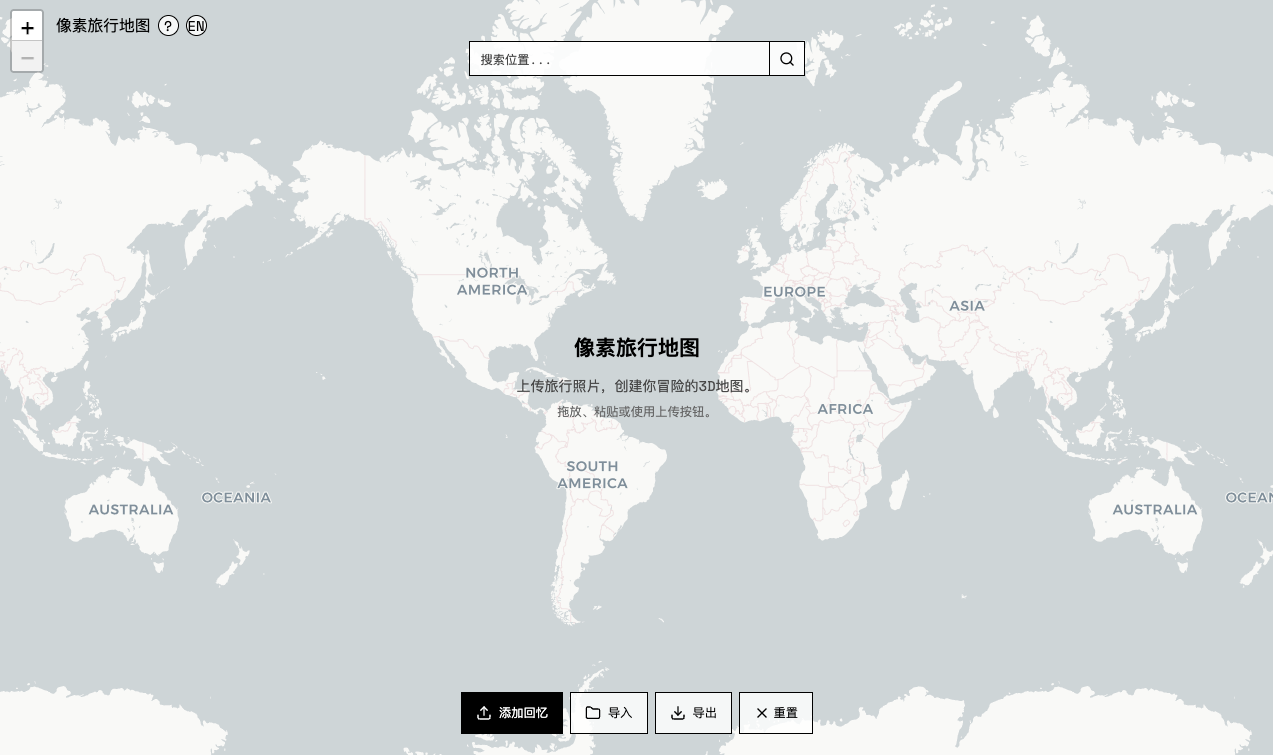 +
−
像素旅行地图 ? EN
搜索位置...
NORTH
AMERICA
EUROPE
ASIA
像素旅行地图
上传旅行照片，创建你冒险的3D地图。
拖放、粘贴或使用上传按钮。
AFRICA
SOUTH
AMERICA
OCEANIA
OCEAN
AUSTRALIA
AUSTRALIA
添加回忆 导入 导出 重置